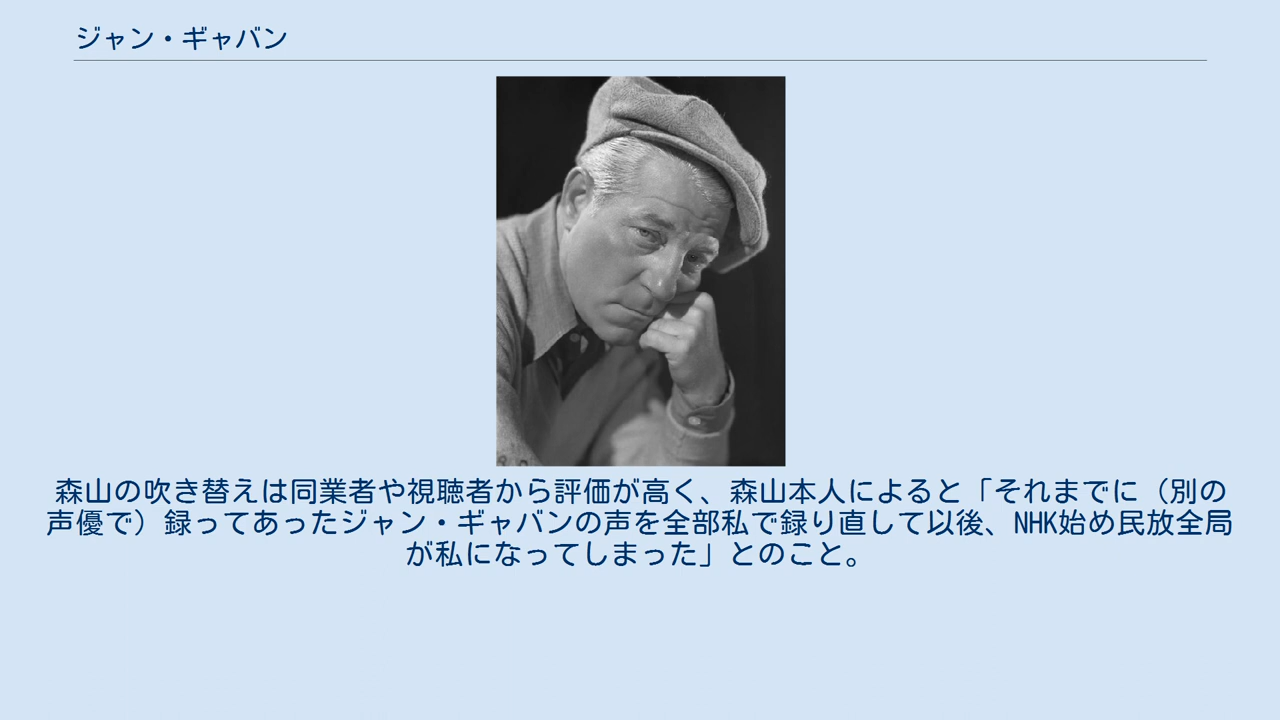 ジャン・ギャバン
森山の吹き替えは同業者や視聴者から評価が高く、森山本人によると「それまでに（別の
声優で）録ってあったジャン・ギャバンの声を全部私で録り直して以後、NHK始め民放全局
が私になってしまった」とのこと。